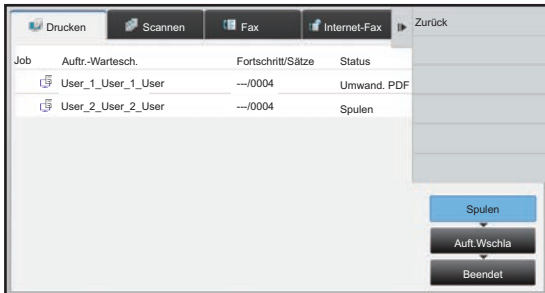 Drucken Scannen Fax Internet-Fax Zurück
Job Auftr.-Wartesch. Fortschritt/Sätze Status
User_1_User_1_User ---/0004 Umwand. PDF
User_2_User_2_User ---/0004 Spulen
Spulen
Auft.Wschla
Beendet